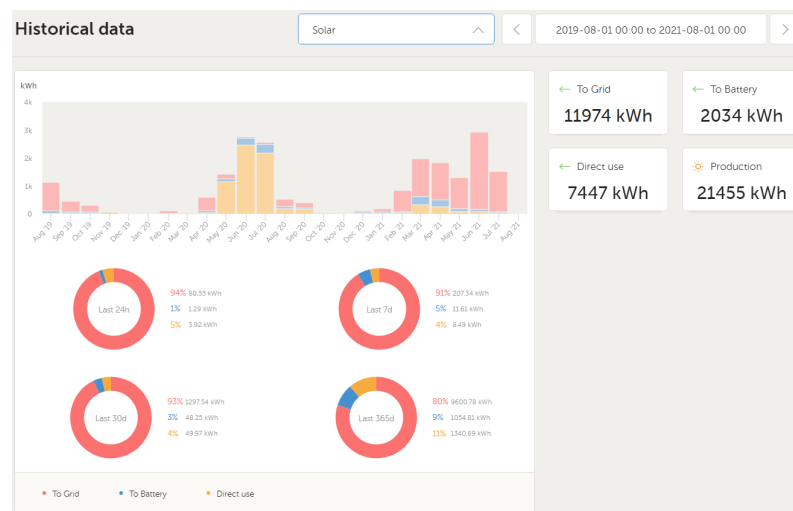 Historical data
Solar
2019-08-01 00:00 to 2021-08-01 00:00
kWh
4k
3k
2k
1k
0
Aug '19
Sep '19
Oct '19
Nov '19
Dec '19
Jan '20
Feb '20
Mar '20
Apr '20
May '20
Jun '20
Jul '20
Aug '20
Sep '20
Oct '20
Nov '20
Dec '20
Jan '21
Feb '21
Mar '21
Apr '21
May '21
Jun '21
Jul '21
Aug '21
To Grid
11974 kWh
To Battery
2034 kWh
Direct use
7447 kWh
Production
21455 kWh
Last 24h
94% 80.55 kWh
1% 1.29 kWh
5% 3.92 kWh
Last 7d
91% 207.34 kWh
5% 11.61 kWh
4% 8.49 kWh
Last 30d
93% 1297.54 kWh
3% 48.25 kWh
4% 49.97 kWh
Last 365d
80% 9600.78 kWh
9% 1054.81 kWh
11% 1340.69 kWh
To Grid
To Battery
Direct use